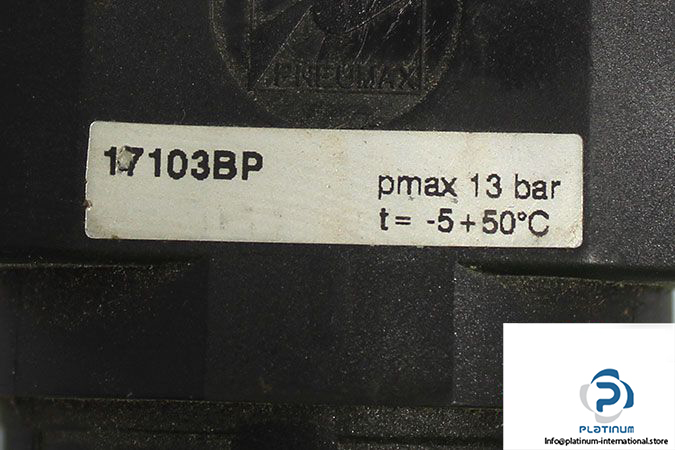 PNEUMAX
17103BP
pmax 13 bar
t= -5+50°C
PLATINUM
Info@platinum-international.store